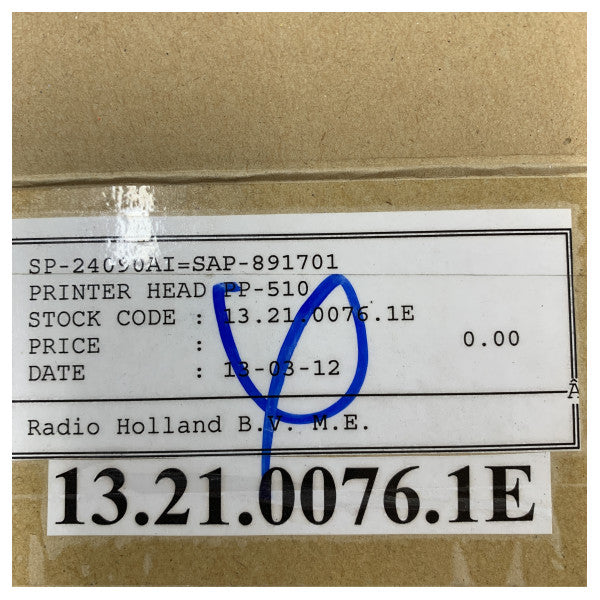 SP-24090AI=SAP-891701
PRINTER HEAD PP-510
STOCK CODE : 13.21.0076.1E
PRICE : 0.00
DATE : 13-03-12
Â
Radio Holland B.V. M.E.
13.21.0076.1E